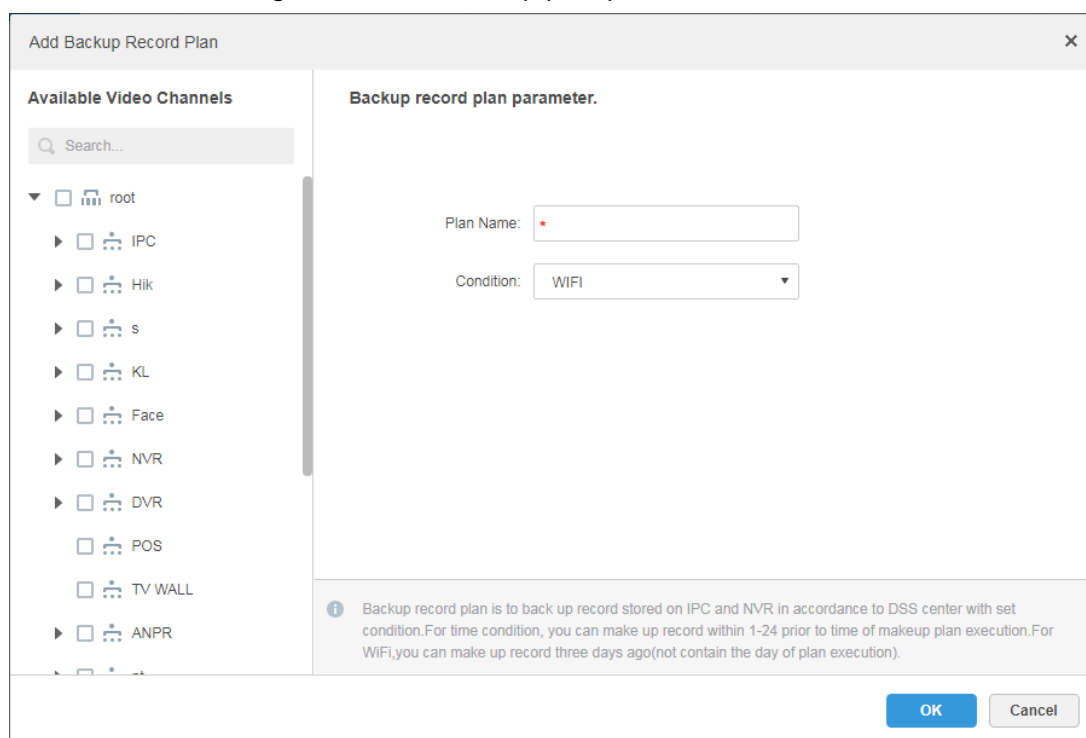 Add Backup Record Plan
×
Available Video Channels
Backup record plan parameter.
Search...
root
IPC
Hik
s
KL
Face
NVR
DVR
POS
TV WALL
ANPR
Plan Name: *
Condition: WIFI
Backup record plan is to back up record stored on IPC and NVR in accordance to DSS center with set
condition.For time condition, you can make up record within 1-24 prior to time of makeup plan execution.For
WiFi,you can make up record three days ago(not contain the day of plan execution).
OK
Cancel